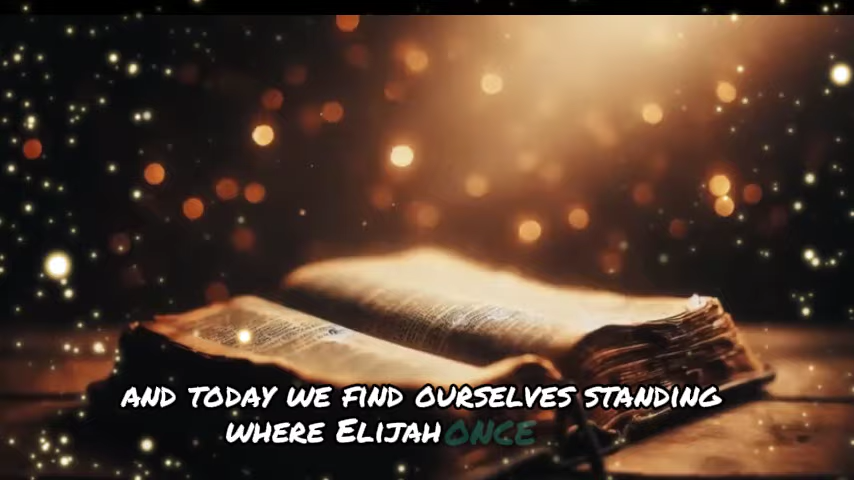 AND TODAY WE FIND OURSELVES STANDING
WHERE ELIJAH ONCE